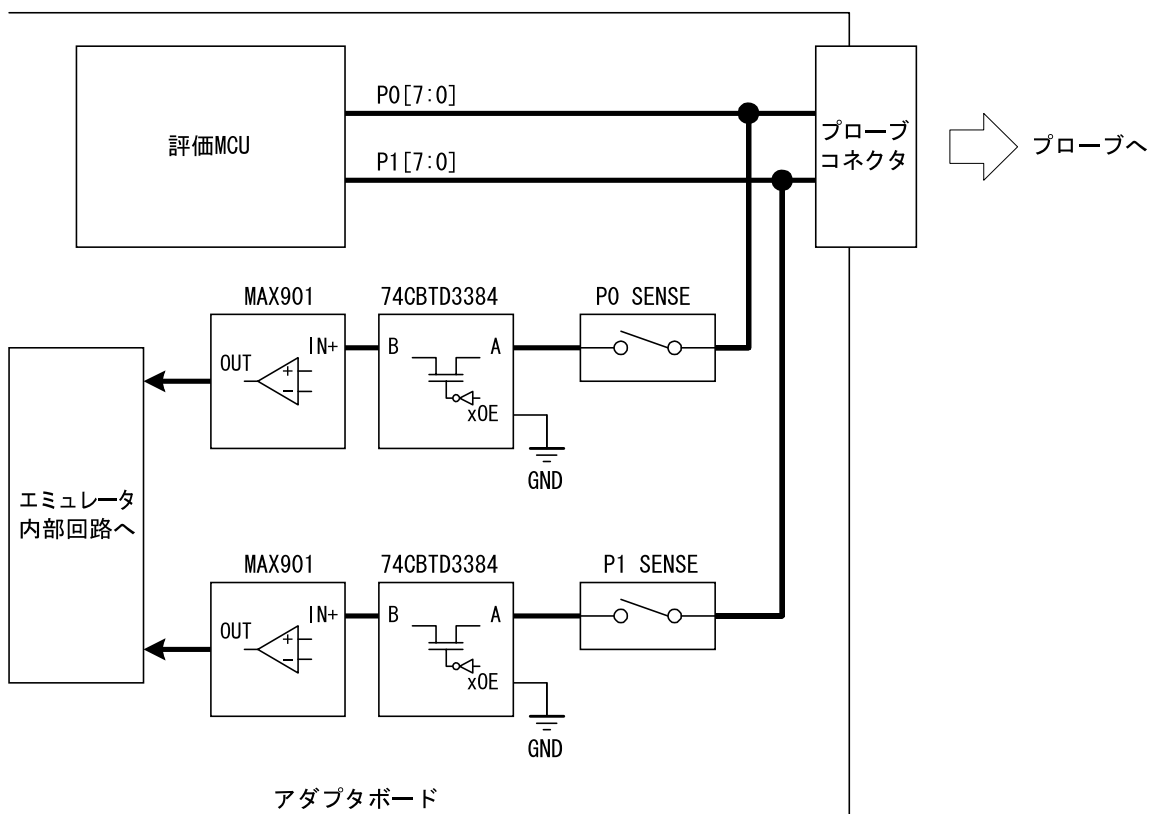 P0[7:0]
評価MCU
P1[7:0]
プローブ
コネクタ
プローブへ
MAX901
74CBTD3384
P0 SENSE
OUT
IN+
B
A
xOE
GND
エミュレータ
内部回路へ
MAX901
74CBTD3384
P1 SENSE
OUT
IN+
B
A
xOE
GND
アダプタボード